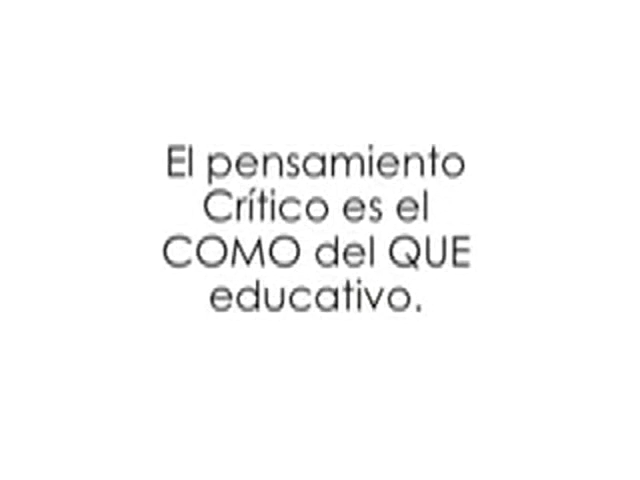 El pensamiento
Crítico es el
COMO del QUE
educativo.